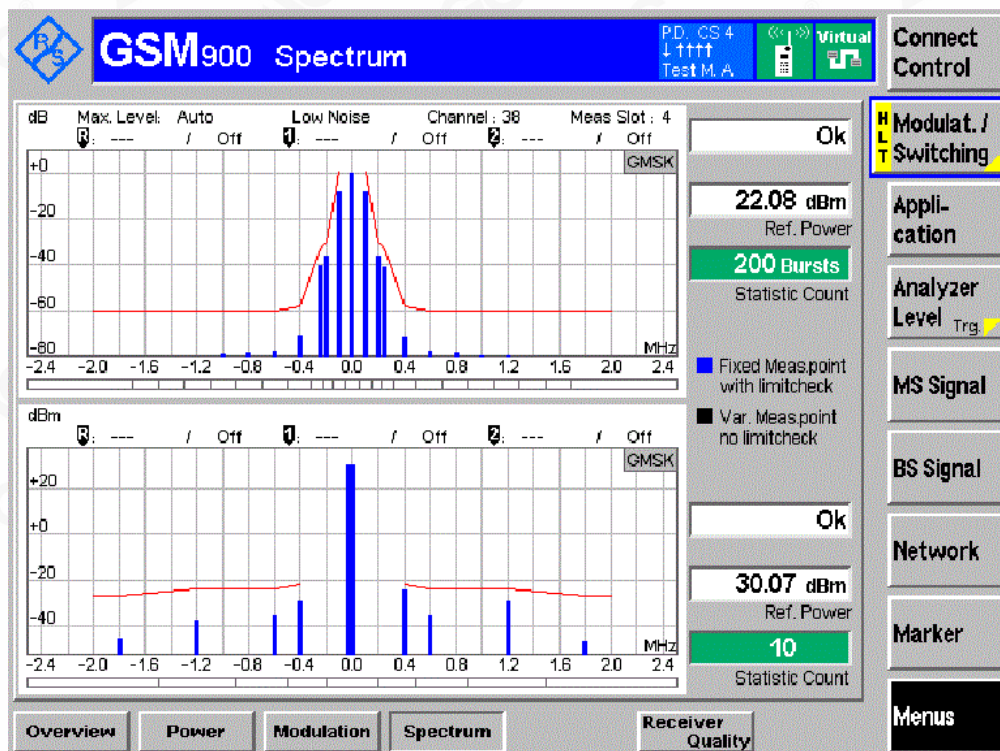 R S
GSM900 Spectrum
P.D. CS 4
↓ ↑↑↑↑
Test M. A
Virtual
Connect
Control
dB Max. Level: Auto Low Noise Channel : 38 Meas Slot : 4
R: --- / Off 1: --- / Off 2: --- / Off
GMSK
+0
-20
-40
-60
-80
MHz
-2.4 -2.0 -1.6 -1.2 -0.8 -0.4 0.0 0.4 0.8 1.2 1.6 2.0 2.4
Ok
22.08 dBm
Ref. Power
200 Bursts
Statistic Count
Fixed Meas.point
with limitcheck
Var. Meas.point
no limitcheck
dBm
R: --- / Off 1: --- / Off 2: --- / Off
GMSK
+20
+0
-20
-40
MHz
-2.4 -2.0 -1.6 -1.2 -0.8 -0.4 0.0 0.4 0.8 1.2 1.6 2.0 2.4
Ok
30.07 dBm
Ref. Power
10
Statistic Count
HLT
Modulat. /
Switching
Appli-
cation
Analyzer
Level Trg.
MS Signal
BS Signal
Network
Marker
Menus
Overview Power Modulation Spectrum Receiver
Quality